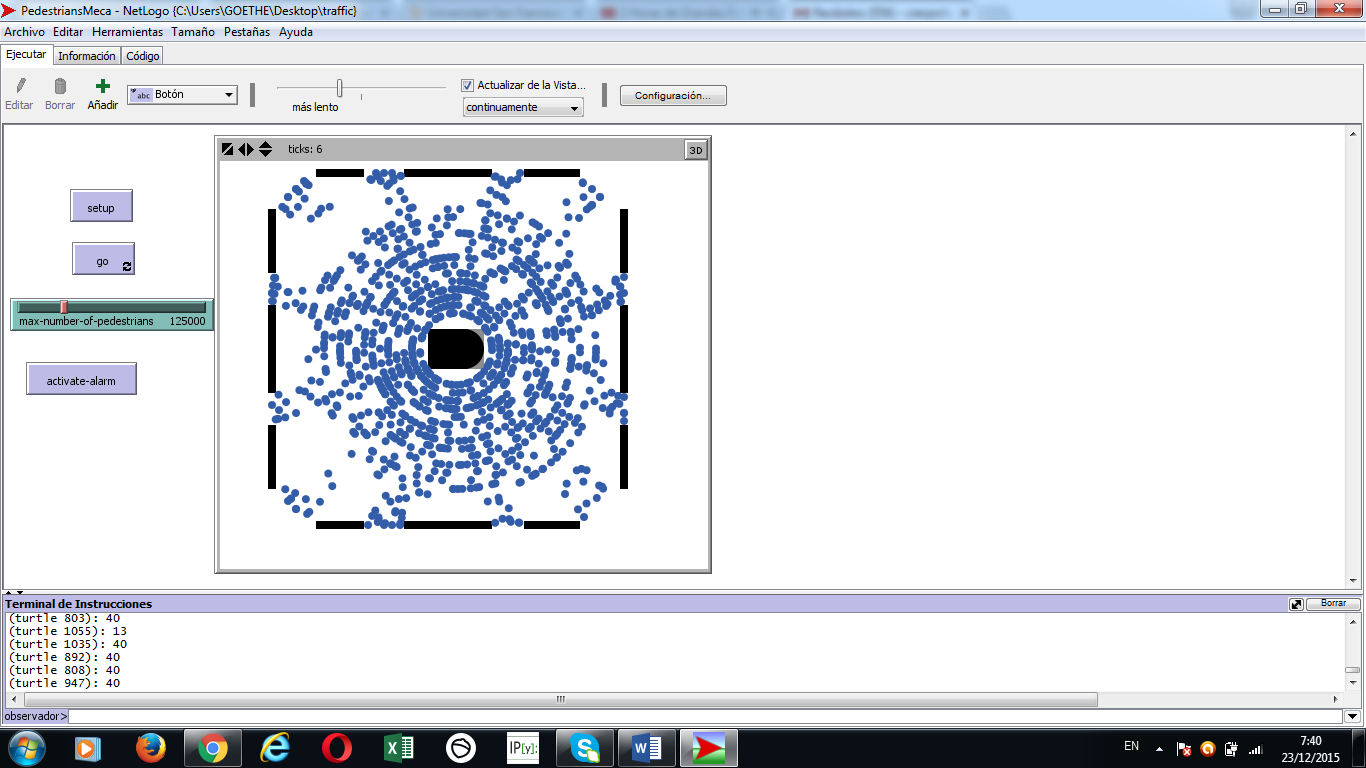 PedestriansMeca - NetLogo {C:\Users\GOETHE\Desktop\traffic}
Archivo Editar Herramientas Tamaño Pestañas Ayuda
Ejecutar Información Código
Editar Borrar Añadir abc Botón más lento Actualizar de la Vista... continuamente Configuración...
ticks: 6 3D
setup
go
max-number-of-pedestrians 125000
activate-alarm
Terminal de Instrucciones Borrar
(turtle 803): 40
(turtle 1055): 13
(turtle 1035): 40
(turtle 892): 40
(turtle 808): 40
(turtle 947): 40
observador>
IP[y]: EN 7:40
23/12/2015